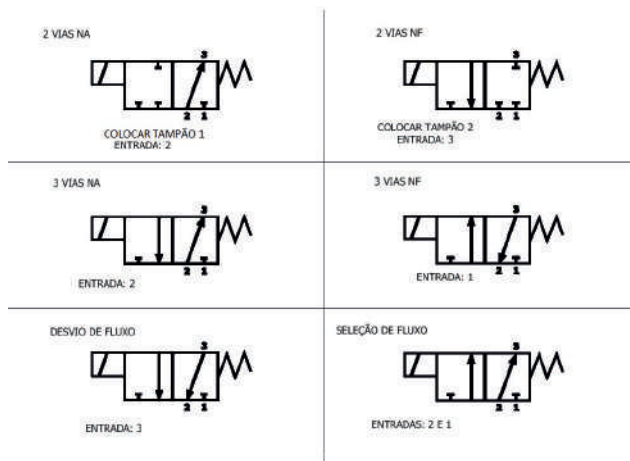 2 VIAS NA
3
2 1
COLOCAR TAMPÃO 1
ENTRADA: 2
2 VIAS NF
3
2 1
COLOCAR TAMPÃO 2
ENTRADA: 3
3 VIAS NA
3
2 1
ENTRADA: 2
3 VIAS NF
3
2 1
ENTRADA: 1
DESVIO DE FLUXO
3
2 1
ENTRADA: 3
SELEÇÃO DE FLUXO
3
2 1
ENTRADAS: 2 E 1